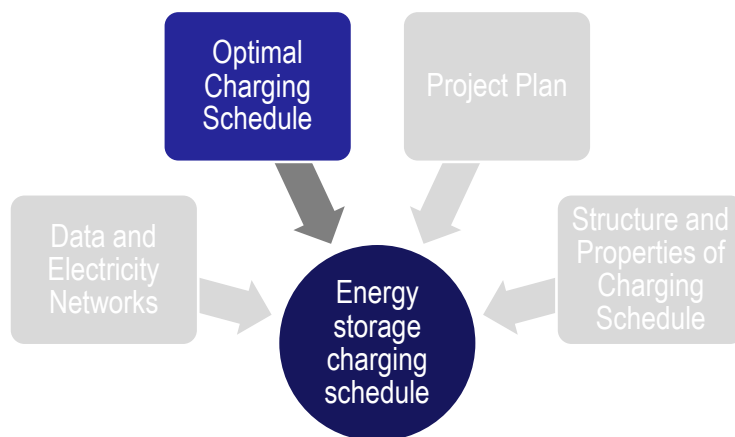 Optimal
Charging
Schedule
Project Plan
Data and
Electricity
Networks
Structure and
Properties of
Charging
Schedule
Energy
storage
charging
schedule